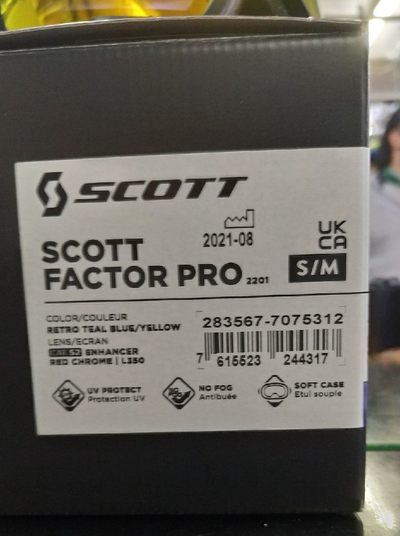 SCOTT
2021-08
UK
CA
SCOTT
FACTOR PRO 2201
S/M
COLOR/COULEUR
RETRO TEAL BLUE/YELLOW
LENS/ECRAN
CAT. S2 ENHANCER
RED CHROME | L350
283567-7075312
7 615523 244317
UV PROTECT
Protection UV
NO FOG
Antibuée
SOFT CASE
Etui souple